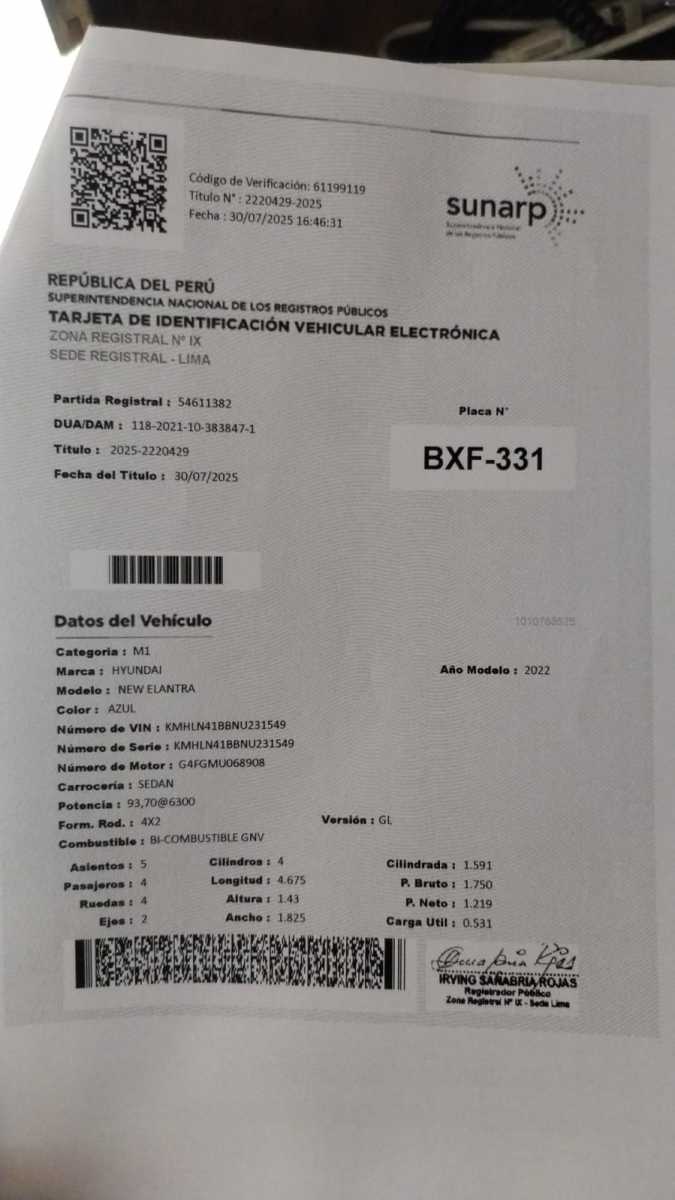 Código de Verificación: 61199119
Título N° : 2220429-2025
Fecha : 30/07/2025 16:46:31
sunarp
Superintendencia Nacional
de los Registros Públicos
REPÚBLICA DEL PERÚ
SUPERINTENDENCIA NACIONAL DE LOS REGISTROS PÚBLICOS
TARJETA DE IDENTIFICACIÓN VEHICULAR ELECTRÓNICA
ZONA REGISTRAL N° IX
SEDE REGISTRAL - LIMA
Partida Registral : 54611382
DUA/DAM : 118-2021-10-383847-1
Título : 2025-2220429
Fecha del Título : 30/07/2025
Placa N°
BXF-331
Datos del Vehículo
Categoria : M1
Marca : HYUNDAI
Año Modelo : 2022
Modelo : NEW ELANTRA
Color : AZUL
Número de VIN : KMHLN41BBNU231549
Número de Serie : KMHLN41BBNU231549
Número de Motor : G4FGMU068908
Carrocería : SEDAN
Potencia : 93,70@6300
Form. Rod. : 4X2
Versión : GL
Combustible : BI-COMBUSTIBLE GNV
Asientos : 5 Cilindros : 4 Cilindrada : 1.591
Pasajeros : 4 Longitud : 4.675 P. Bruto : 1.750
Ruedas : 4 Altura : 1.43 P. Neto : 1.219
Ejes : 2 Ancho : 1.825 Carga Util : 0.531
IRVING SAÑABRIA ROJAS
Registrador Público
Zona Registral N° IX - Sede Lima